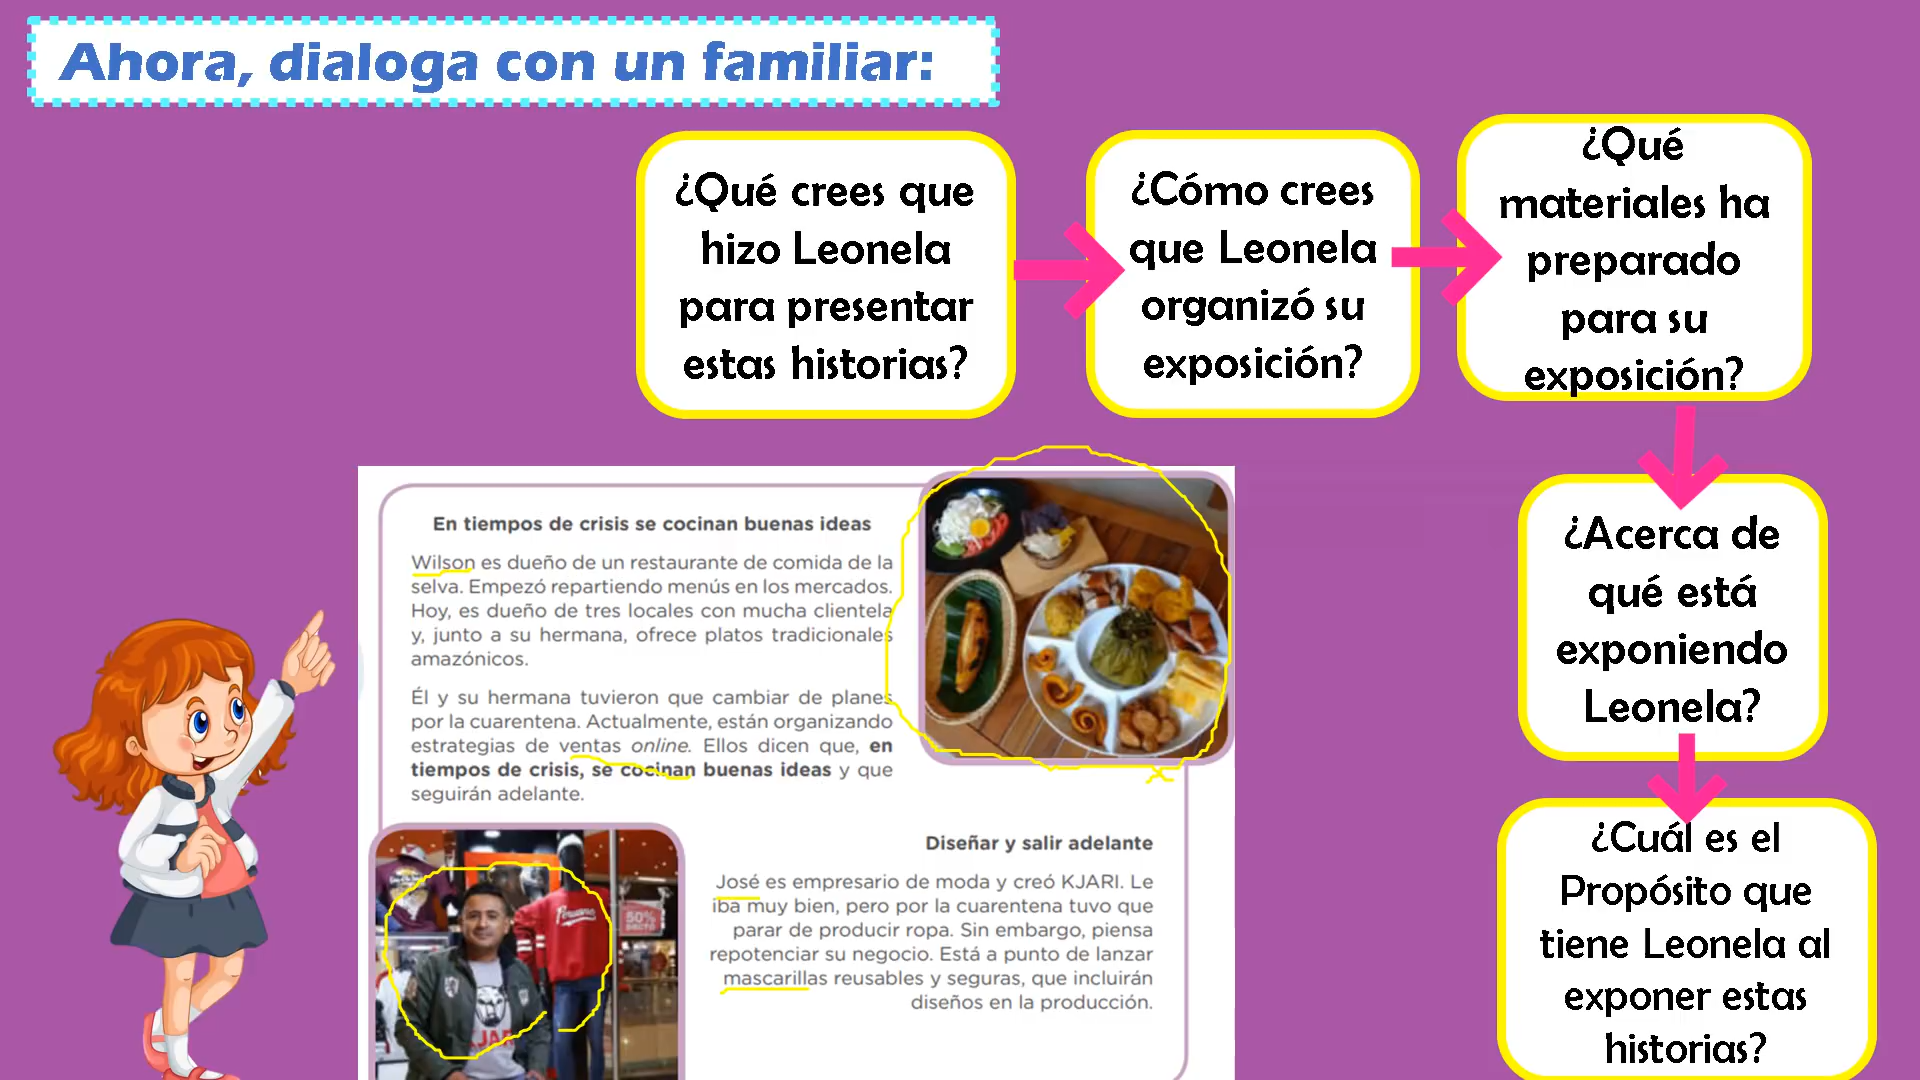 Ahora, dialoga con un familiar:
¿Qué crees que
hizo Leonela
para presentar
estas historias?
¿Cómo crees
que Leonela
organizó su
exposición?
¿Qué
materiales ha
preparado
para su
exposición?
¿Acerca de
qué está
exponiendo
Leonela?
¿Cuál es el
Propósito que
tiene Leonela al
exponer estas
historias?
En tiempos de crisis se cocinan buenas ideas
Wilson es dueño de un restaurante de comida de la
selva. Empezó repartiendo menús en los mercados.
Hoy, es dueño de tres locales con mucha clientela
y, junto a su hermana, ofrece platos tradicionales
amazónicos.
Él y su hermana tuvieron que cambiar de planes
por la cuarentena. Actualmente, están organizando
estrategias de ventas online. Ellos dicen que, en
tiempos de crisis, se cocinan buenas ideas y que
seguirán adelante.
Diseñar y salir adelante
José es empresario de moda y creó KJARI. Le
iba muy bien, pero por la cuarentena tuvo que
parar de producir ropa. Sin embargo, piensa
repotenciar su negocio. Está a punto de lanzar
mascarillas reusables y seguras, que incluirán
diseños en la producción.
50%
KJARI